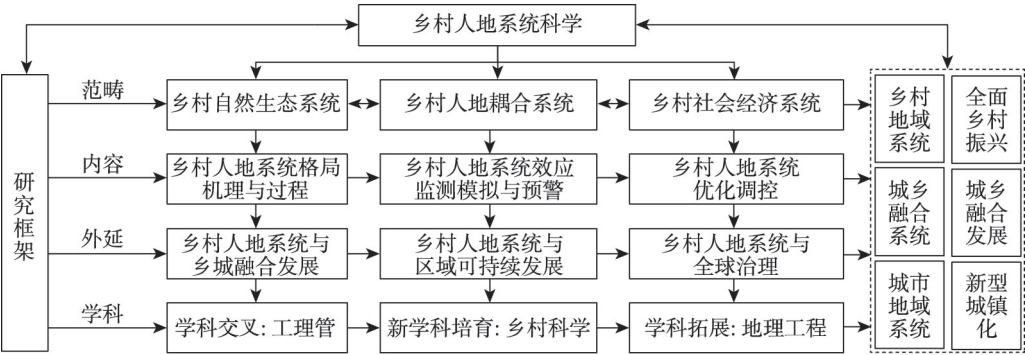 乡村人地系统科学
研究框架
范畴
乡村自然生态系统
乡村人地耦合系统
乡村社会经济系统
内容
乡村人地系统格局
机理与过程
乡村人地系统效应
监测模拟与预警
乡村人地系统
优化调控
外延
乡村人地系统与
乡城融合发展
乡村人地系统与
区域可持续发展
乡村人地系统与
全球治理
学科
学科交叉: 工理管
新学科培育: 乡村科学
学科拓展: 地理工程
乡村
地域
系统
全面
乡村
振兴
城乡
融合
系统
城乡
融合
发展
城市
地域
系统
新型
城镇
化